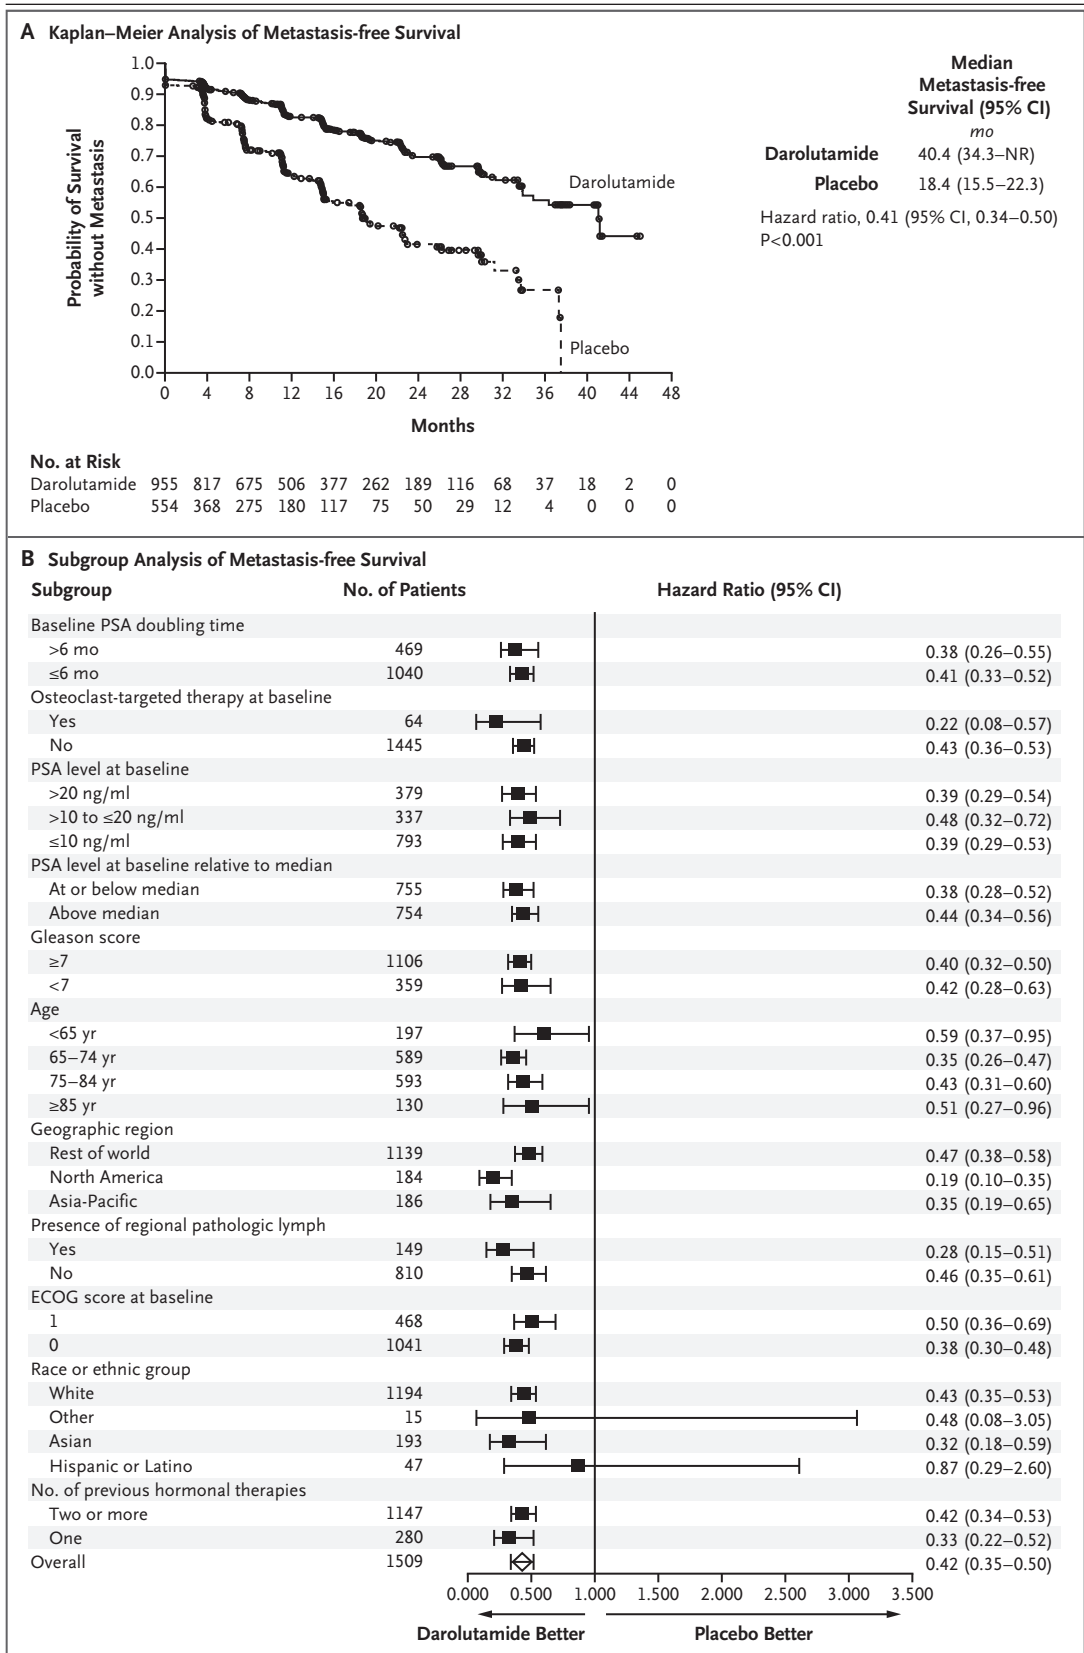 A Kaplan–Meier Analysis of Metastasis-free Survival
Probability of Survival
without Metastasis
1.0
0.9
0.8
0.7
0.6
0.5
0.4
0.3
0.2
0.1
0.0
Darolutamide
Placebo
0 4 8 12 16 20 24 28 32 36 40 44 48
Months
Median
Metastasis-free
Survival (95% CI)
mo
Darolutamide 40.4 (34.3–NR)
Placebo 18.4 (15.5–22.3)
Hazard ratio, 0.41 (95% CI, 0.34–0.50)
P<0.001
No. at Risk
Darolutamide 955 817 675 506 377 262 189 116 68 37 18 2 0
Placebo 554 368 275 180 117 75 50 29 12 4 0 0 0
B Subgroup Analysis of Metastasis-free Survival
Subgroup No. of Patients Hazard Ratio (95% CI)
Baseline PSA doubling time
>6 mo 469 0.38 (0.26–0.55)
≤6 mo 1040 0.41 (0.33–0.52)
Osteoclast-targeted therapy at baseline
Yes 64 0.22 (0.08–0.57)
No 1445 0.43 (0.36–0.53)
PSA level at baseline
>20 ng/ml 379 0.39 (0.29–0.54)
>10 to ≤20 ng/ml 337 0.48 (0.32–0.72)
≤10 ng/ml 793 0.39 (0.29–0.53)
PSA level at baseline relative to median
At or below median 755 0.38 (0.28–0.52)
Above median 754 0.44 (0.34–0.56)
Gleason score
≥7 1106 0.40 (0.32–0.50)
<7 359 0.42 (0.28–0.63)
Age
<65 yr 197 0.59 (0.37–0.95)
65–74 yr 589 0.35 (0.26–0.47)
75–84 yr 593 0.43 (0.31–0.60)
≥85 yr 130 0.51 (0.27–0.96)
Geographic region
Rest of world 1139 0.47 (0.38–0.58)
North America 184 0.19 (0.10–0.35)
Asia-Pacific 186 0.35 (0.19–0.65)
Presence of regional pathologic lymph
Yes 149 0.28 (0.15–0.51)
No 810 0.46 (0.35–0.61)
ECOG score at baseline
1 468 0.50 (0.36–0.69)
0 1041 0.38 (0.30–0.48)
Race or ethnic group
White 1194 0.43 (0.35–0.53)
Other 15 0.48 (0.08–3.05)
Asian 193 0.32 (0.18–0.59)
Hispanic or Latino 47 0.87 (0.29–2.60)
No. of previous hormonal therapies
Two or more 1147 0.42 (0.34–0.53)
One 280 0.33 (0.22–0.52)
Overall 1509 0.42 (0.35–0.50)
0.000 0.500 1.000 1.500 2.000 2.500 3.000 3.500
Darolutamide Better Placebo Better